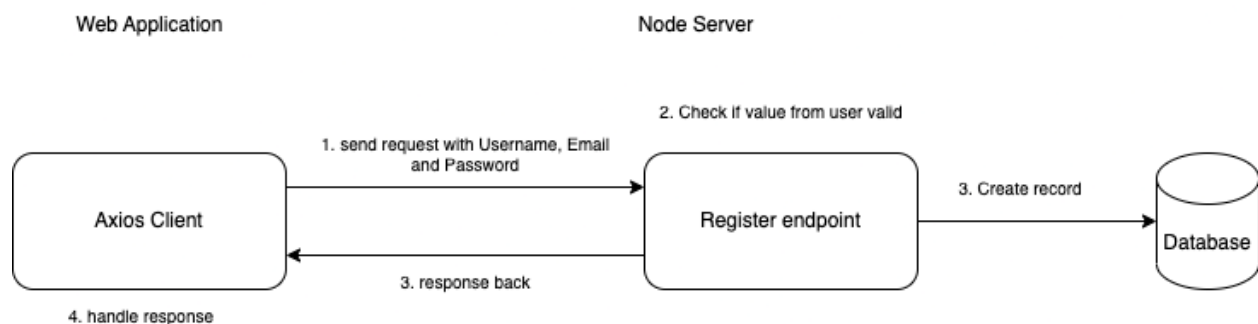 Web Application
Node Server
2. Check if value from user valid
1. send request with Username, Email
and Password
3. Create record
Axios Client
Register endpoint
Database
3. response back
4. handle response